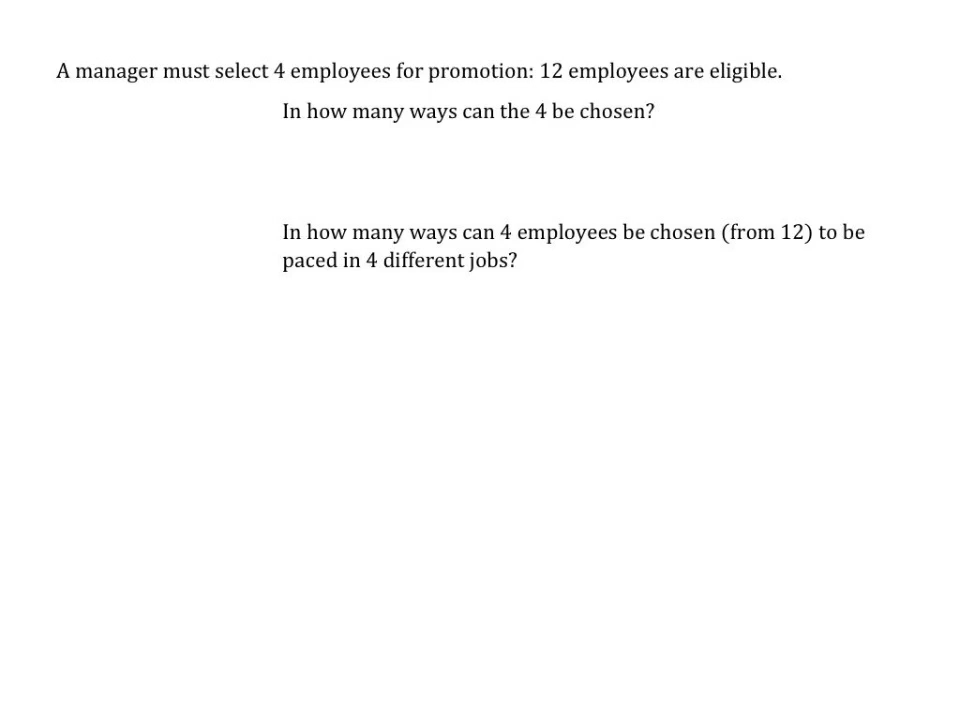 A manager must select 4 employees for promotion: 12 employees are eligible.
In how many ways can the 4 be chosen?
In how many ways can 4 employees be chosen (from 12) to be
paced in 4 different jobs?